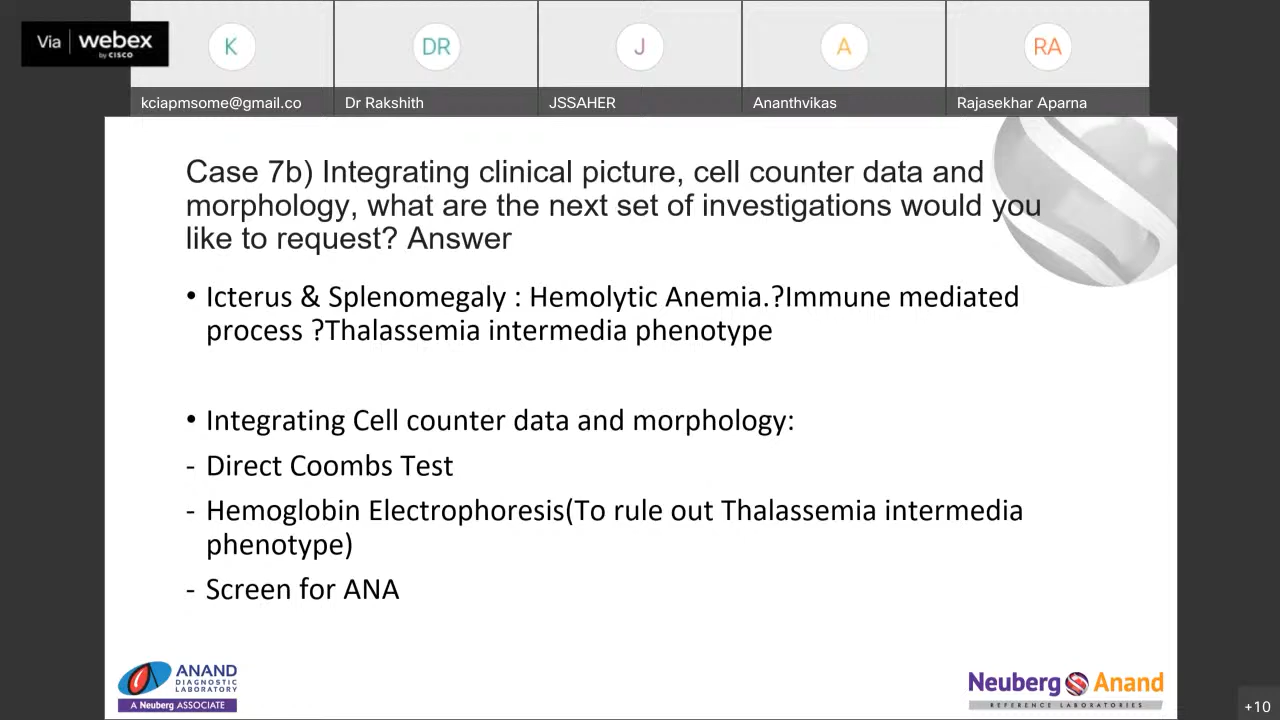 Via webex
by CISCO
K
DR
J
A
RA
kciapmsome@gmail.co
Dr Rakshith
JSSAHER
Ananthvikas
Rajasekhar Aparna
Case 7b) Integrating clinical picture, cell counter data and
morphology, what are the next set of investigations would you
like to request? Answer
• Icterus & Splenomegaly : Hemolytic Anemia.?Immune mediated
process ?Thalassemia intermedia phenotype
• Integrating Cell counter data and morphology:
- Direct Coombs Test
- Hemoglobin Electrophoresis(To rule out Thalassemia intermedia
phenotype)
- Screen for ANA
ANAND
DIAGNOSTIC
LABORATORY
A Neuberg ASSOCIATE
Neuberg Anand
REFERENCE LABORATORIES
+10